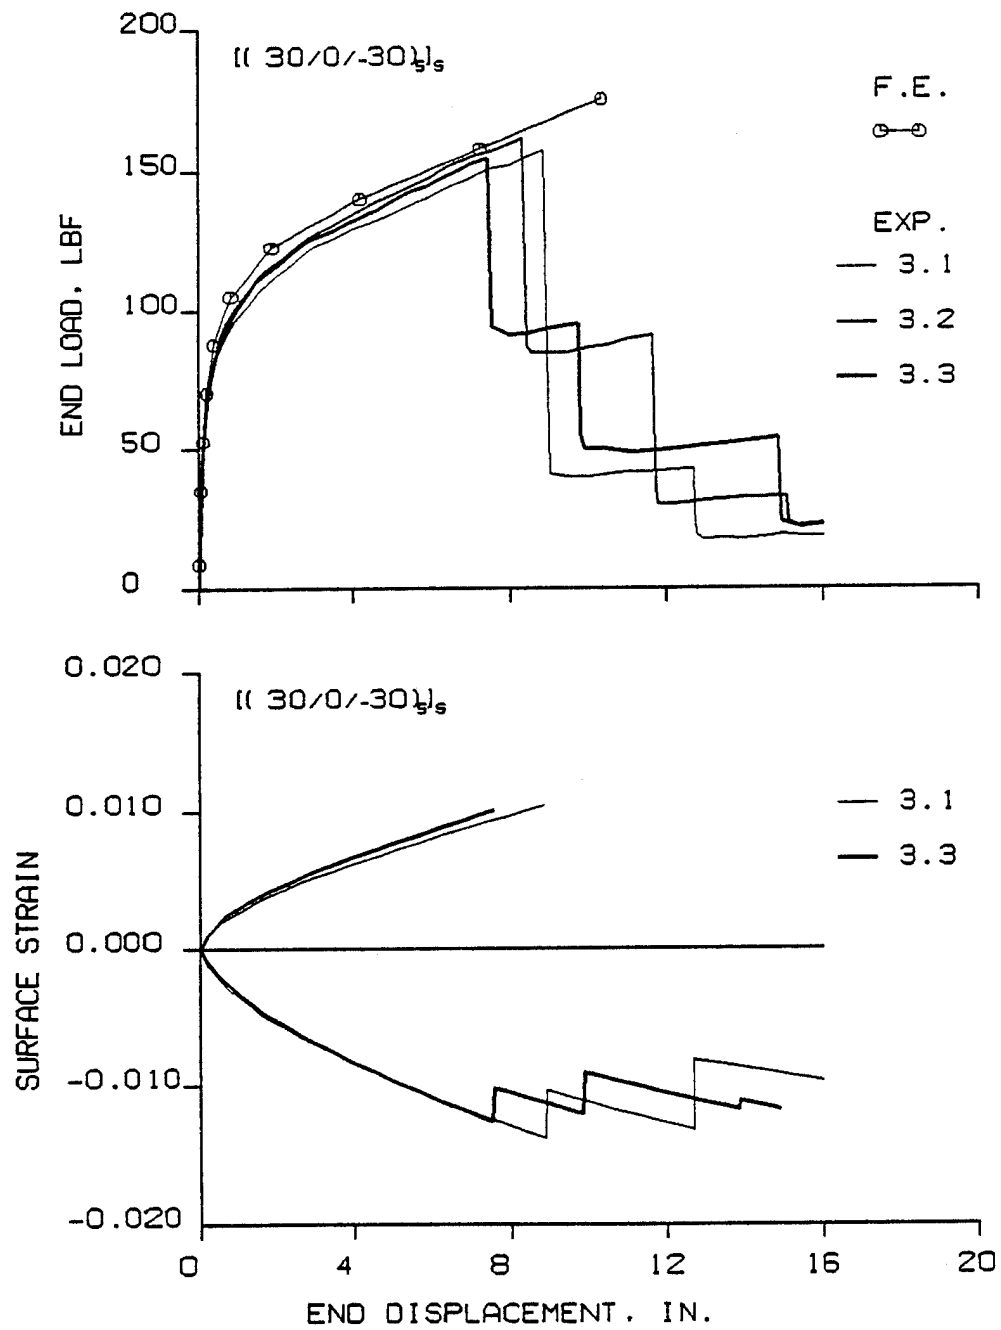 200
[( 30/0/-30)5]s
F.E.
150
EXP.
3.1
100
3.2
3.3
50
0
END LOAD, LBF
0.020
[( 30/0/-30)5]s
0.010
3.1
3.3
0.000
-0.010
-0.020
SURFACE STRAIN
0 4 8 12 16 20
END DISPLACEMENT, IN.